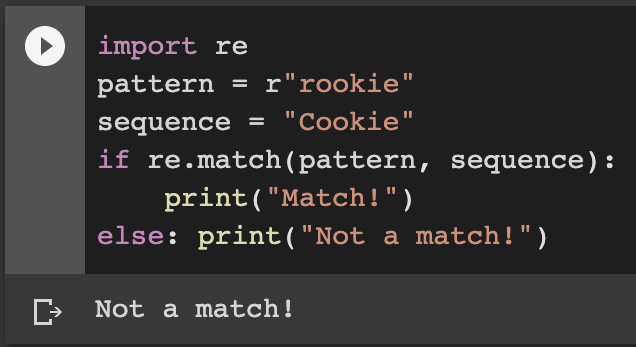 import re
pattern = r"rookie"
sequence = "Cookie"
if re.match(pattern, sequence):
    print("Match!")
else: print("Not a match!")
Not a match!